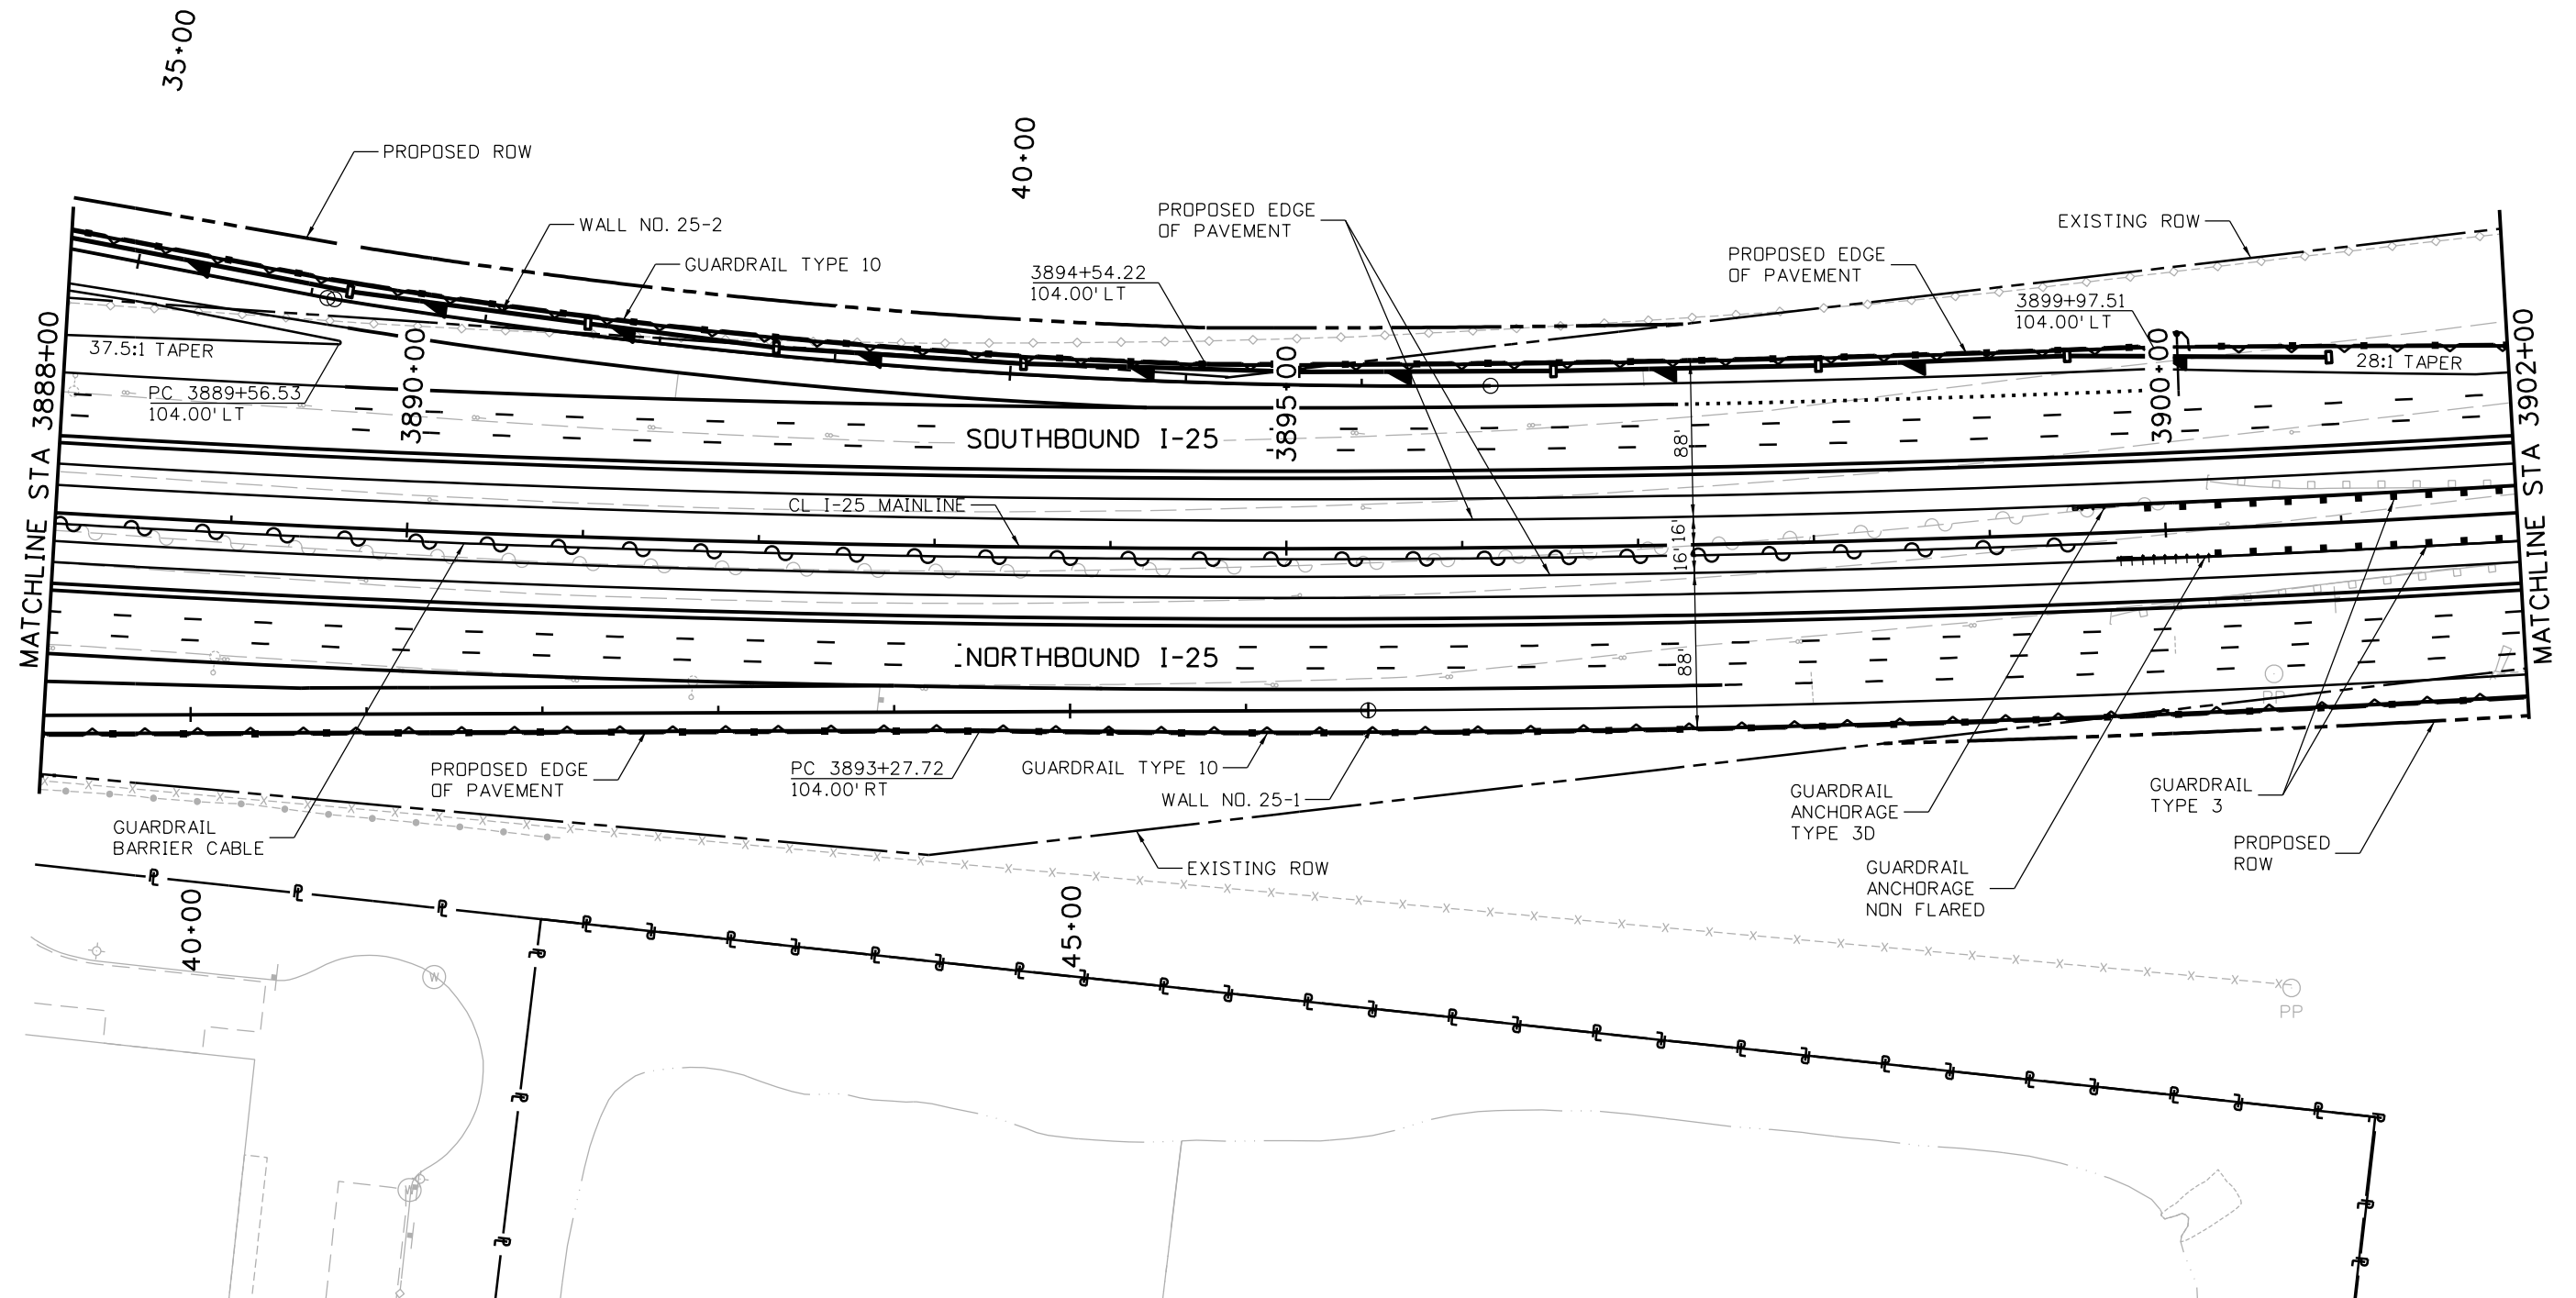 35+00
40+00
PROPOSED ROW
WALL NO. 25-2
GUARDRAIL TYPE 10
3894+54.22
104.00' LT
PROPOSED EDGE
OF PAVEMENT
PROPOSED EDGE
OF PAVEMENT
EXISTING ROW
3899+97.51
104.00' LT
MATCHLINE STA 3888+00
37.5:1 TAPER
PC 3889+56.53
104.00' LT
3890+00
3895+00
3900+00
28:1 TAPER
MATCHLINE STA 3902+00
SOUTHBOUND I-25
88'
CL I-25 MAINLINE
16'
16'
NORTHBOUND I-25
88'
PP
PROPOSED EDGE
OF PAVEMENT
PC 3893+27.72
104.00' RT
GUARDRAIL TYPE 10
WALL NO. 25-1
GUARDRAIL
BARRIER CABLE
EXISTING ROW
GUARDRAIL
ANCHORAGE
TYPE 3D
GUARDRAIL
ANCHORAGE
NON FLARED
GUARDRAIL
TYPE 3
PROPOSED
ROW
40+00
45+00
W
W
PP